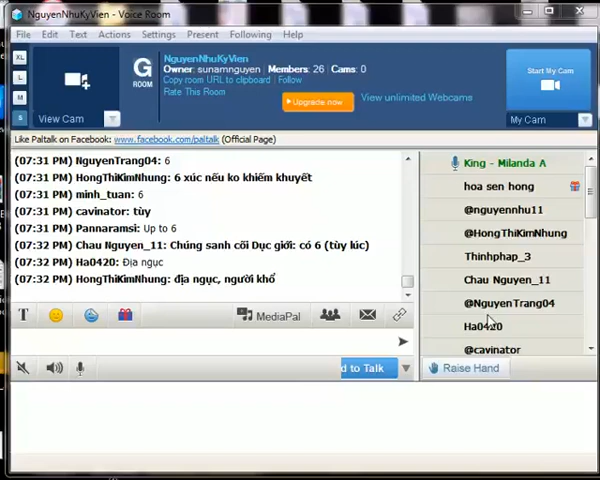 NguyenNhuKyVien - Voice Room
File Edit Text Actions Settings Present Following Help
XL
L
M
S
View Cam
G
ROOM
NguyenNhuKyVien
Owner: sunamnguyen Members: 26 Cams: 0
Copy room URL to clipboard Follow
Rate This Room
Upgrade now
View unlimited Webcams
Start My Cam
My Cam
Like Paltalk on Facebook: www.facebook.com/paltalk (Official Page)
(07:31 PM) NguyenTrang04: 6
(07:31 PM) HongThiKimNhung: 6 xúc nếu ko khiếm khuyết
(07:31 PM) minh_tuan: 6
(07:31 PM) cavinator: tùy
(07:31 PM) Pannaramsi: Up to 6
(07:32 PM) Chau Nguyen_11: Chúng sanh cõi Dục giới: có 6 (tùy lúc)
(07:32 PM) Ha0420: Địa ngục
(07:32 PM) HongThiKimNhung: địa ngục, người khổ
King - Milanda A
hoa sen hong
@nguyennhu11
@HongThiKimNhung
Thinhphap_3
Chau Nguyen_11
@NguyenTrang04
Ha0420
@cavinator
T
MediaPal
d to Talk
Raise Hand